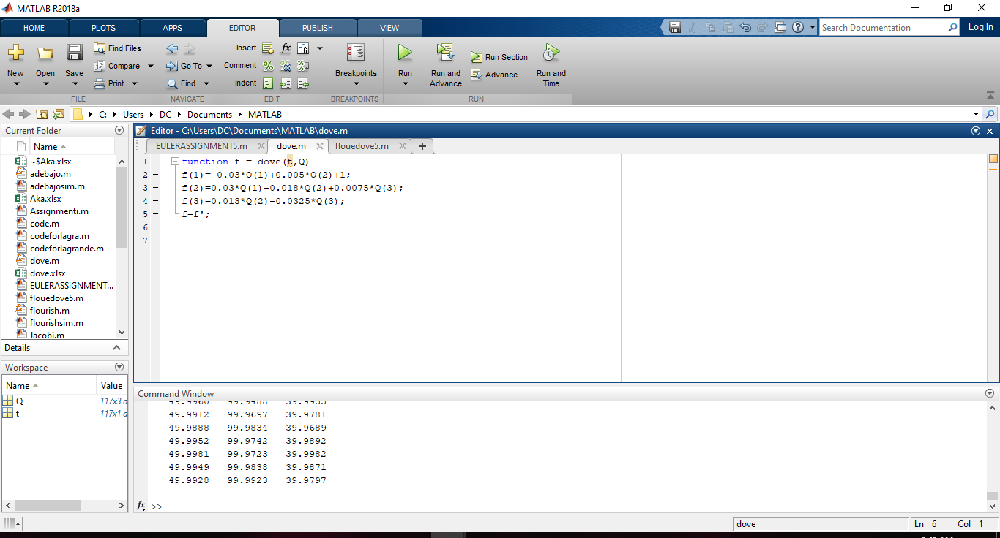 MATLAB R2018a
HOME PLOTS APPS EDITOR PUBLISH VIEW
Search Documentation
Log In
New
Open
Save
Find Files
Compare
Print
FILE
Go To
Find
NAVIGATE
Insert fx
Comment
Indent
EDIT
Breakpoints
BREAKPOINTS
Run
Run and Advance
Run Section
Advance
Run and Time
RUN
C: Users DC Documents MATLAB
Current Folder
Name
~$Aka.xlsx
adebajo.m
adebajosim.m
Aka.xlsx
Assignmenti.m
code.m
codeforlagra.m
codeforlagrande.m
dove.m
dove.xlsx
EULERASSIGNMENT...
flouedove5.m
flourish.m
flourishsim.m
Jacobi.m
Details
Workspace
Name Value
Q 117x3 d
t 117x1 d
Editor - C:\Users\DC\Documents\MATLAB\dove.m
EULERASSIGNMENT5.m dove.m flouedove5.m +
1 function f = dove(t,Q)
2 f(1)=-0.03*Q(1)+0.005*Q(2)+1;
3 f(2)=0.03*Q(1)-0.018*Q(2)+0.0075*Q(3);
4 f(3)=0.013*Q(2)-0.0325*Q(3);
5 f=f';
6
7
Command Window
49.9912 99.9697 39.9781
49.9888 99.9834 39.9689
49.9952 99.9742 39.9892
49.9981 99.9723 39.9982
49.9949 99.9838 39.9871
49.9928 99.9923 39.9797
fx >>
dove
Ln 6 Col 1